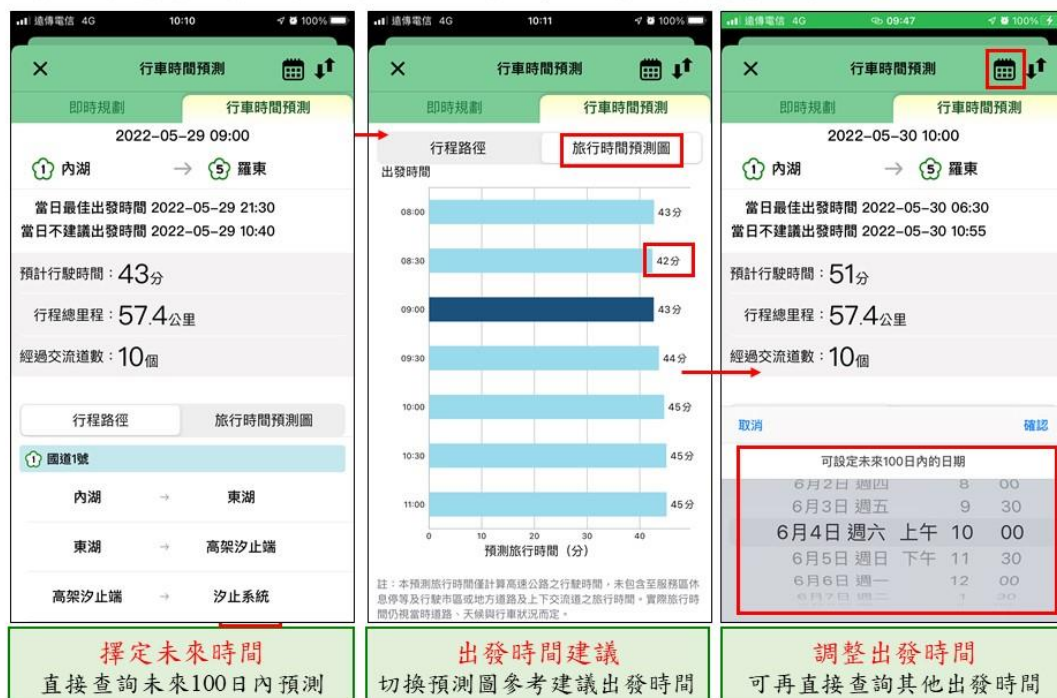 遠傳電信 4G 10:10 100%
行車時間預測
即時規劃 行車時間預測
2022-05-29 09:00
1 內湖 → 5 羅東
當日最佳出發時間 2022-05-29 21:30
當日不建議出發時間 2022-05-29 10:40
預計行駛時間：43分
行程總里程：57.4公里
經過交流道數：10個
行程路徑 旅行時間預測圖
1 國道1號
內湖 → 東湖
東湖 → 高架汐止端
高架汐止端 → 汐止系統
擇定未來時間
直接查詢未來100日內預測
遠傳電信 4G 10:11 100%
行車時間預測
即時規劃 行車時間預測
行程路徑 旅行時間預測圖
出發時間
08:00 43分
08:30 42分
09:00 43分
09:30 44分
10:00 45分
10:30 45分
11:00 45分
0 10 20 30 40
預測旅行時間（分）
註：本預測旅行時間僅計算高速公路之行駛時間，未包含至服務區休
息停等及行駛市區或地方道路及上下交流道之旅行時間。實際旅行時
間仍視當時道路、天候與行車狀況而定。
出發時間建議
切換預測圖參考建議出發時間
遠傳電信 4G 09:47 100%
行車時間預測
即時規劃 行車時間預測
2022-05-30 10:00
1 內湖 → 5 羅東
當日最佳出發時間 2022-05-30 06:30
當日不建議出發時間 2022-05-30 10:55
預計行駛時間：51分
行程總里程：57.4公里
經過交流道數：10個
取消 確認
可設定未來100日內的日期
6月2日 週四 8 00
6月3日 週五 9 30
6月4日 週六 上午 10 00
6月5日 週日 下午 11 30
6月6日 週一 12 00
6月7日 週二 1 30
調整出發時間
可再直接查詢其他出發時間